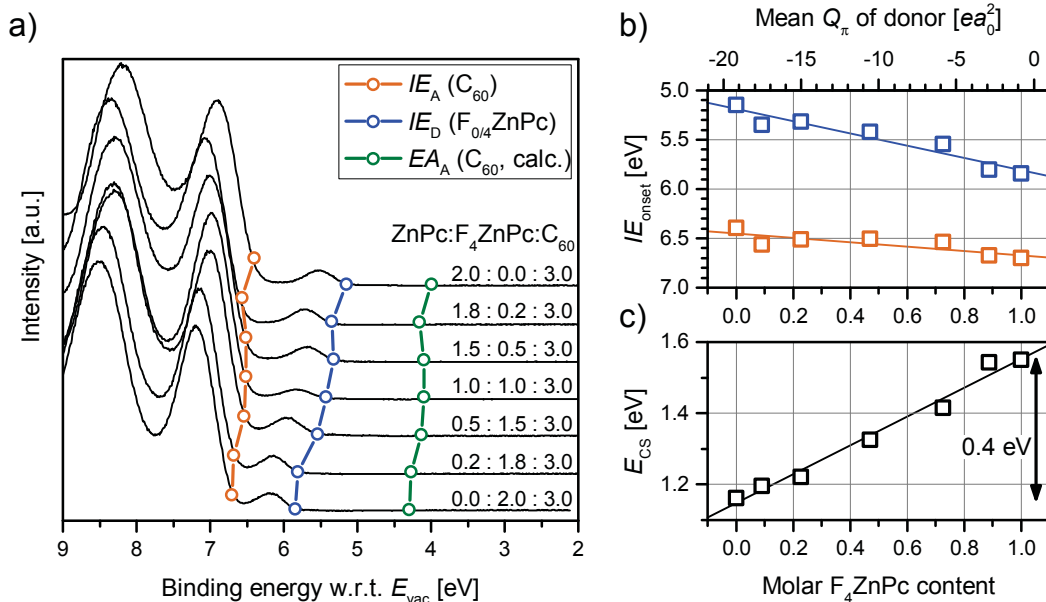 a)
Intensity [a.u.]
IE_A (C_60)
IE_D (F_0/4ZnPc)
EA_A (C_60, calc.)
ZnPc:F_4ZnPc:C_60
2.0 : 0.0 : 3.0
1.8 : 0.2 : 3.0
1.5 : 0.5 : 3.0
1.0 : 1.0 : 3.0
0.5 : 1.5 : 3.0
0.2 : 1.8 : 3.0
0.0 : 2.0 : 3.0
9 8 7 6 5 4 3 2
Binding energy w.r.t. E_vac [eV]
b)
Mean Q_π of donor [ea_0^2]
-20 -15 -10 -5 0
IE_onset [eV]
5.0
5.5
6.0
6.5
7.0
0.0 0.2 0.4 0.6 0.8 1.0
c)
E_CS [eV]
1.6
1.4
1.2
0.4 eV
0.0 0.2 0.4 0.6 0.8 1.0
Molar F_4ZnPc content